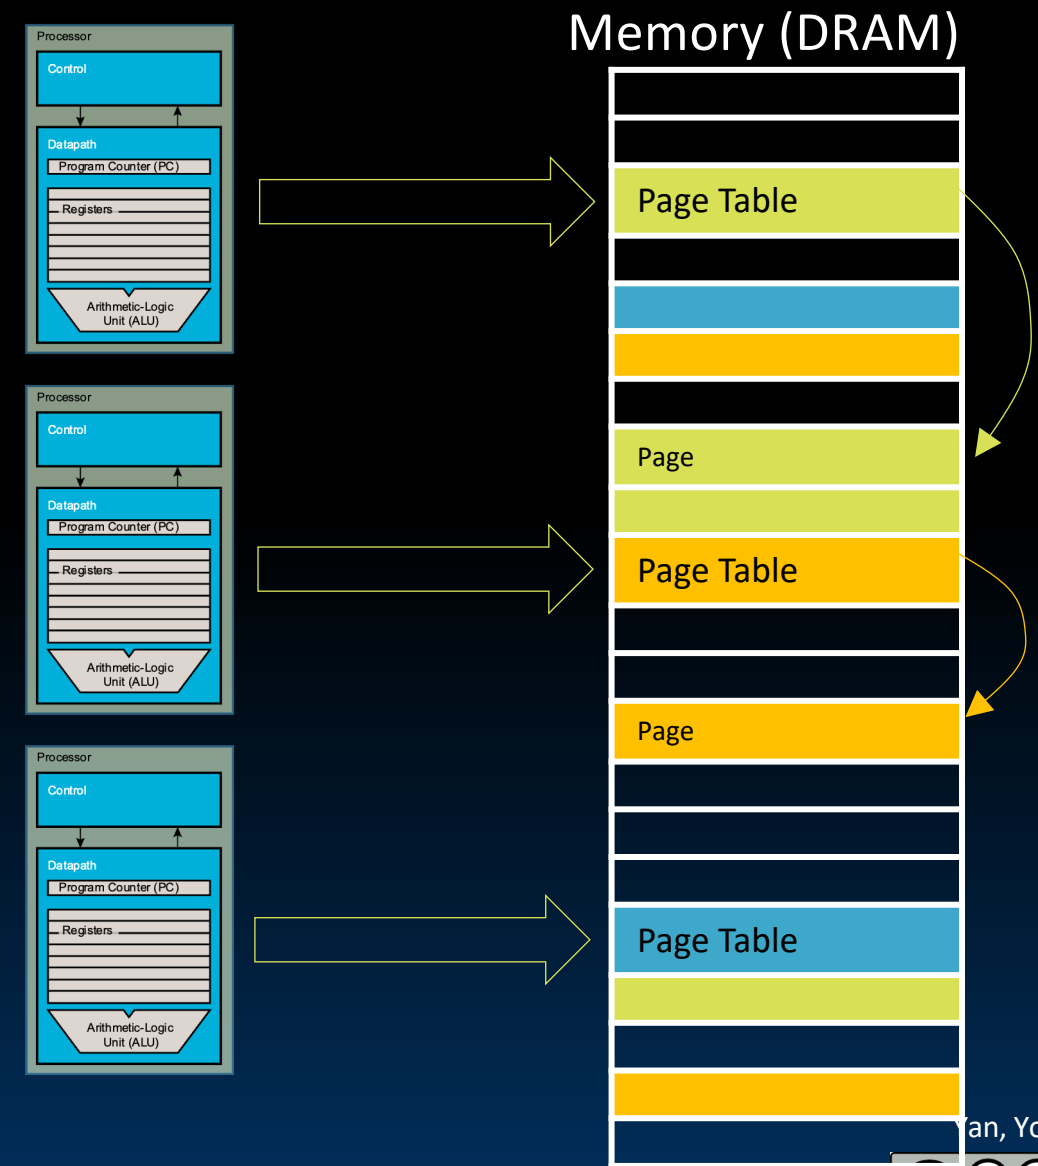 Memory (DRAM)
Processor
Control
Datapath
Program Counter (PC)
Registers
Arithmetic-Logic
Unit (ALU)
Page Table
Processor
Control
Datapath
Program Counter (PC)
Registers
Arithmetic-Logic
Unit (ALU)
Page
Page Table
Page
Processor
Control
Datapath
Program Counter (PC)
Registers
Arithmetic-Logic
Unit (ALU)
Page Table
Yan, Yo